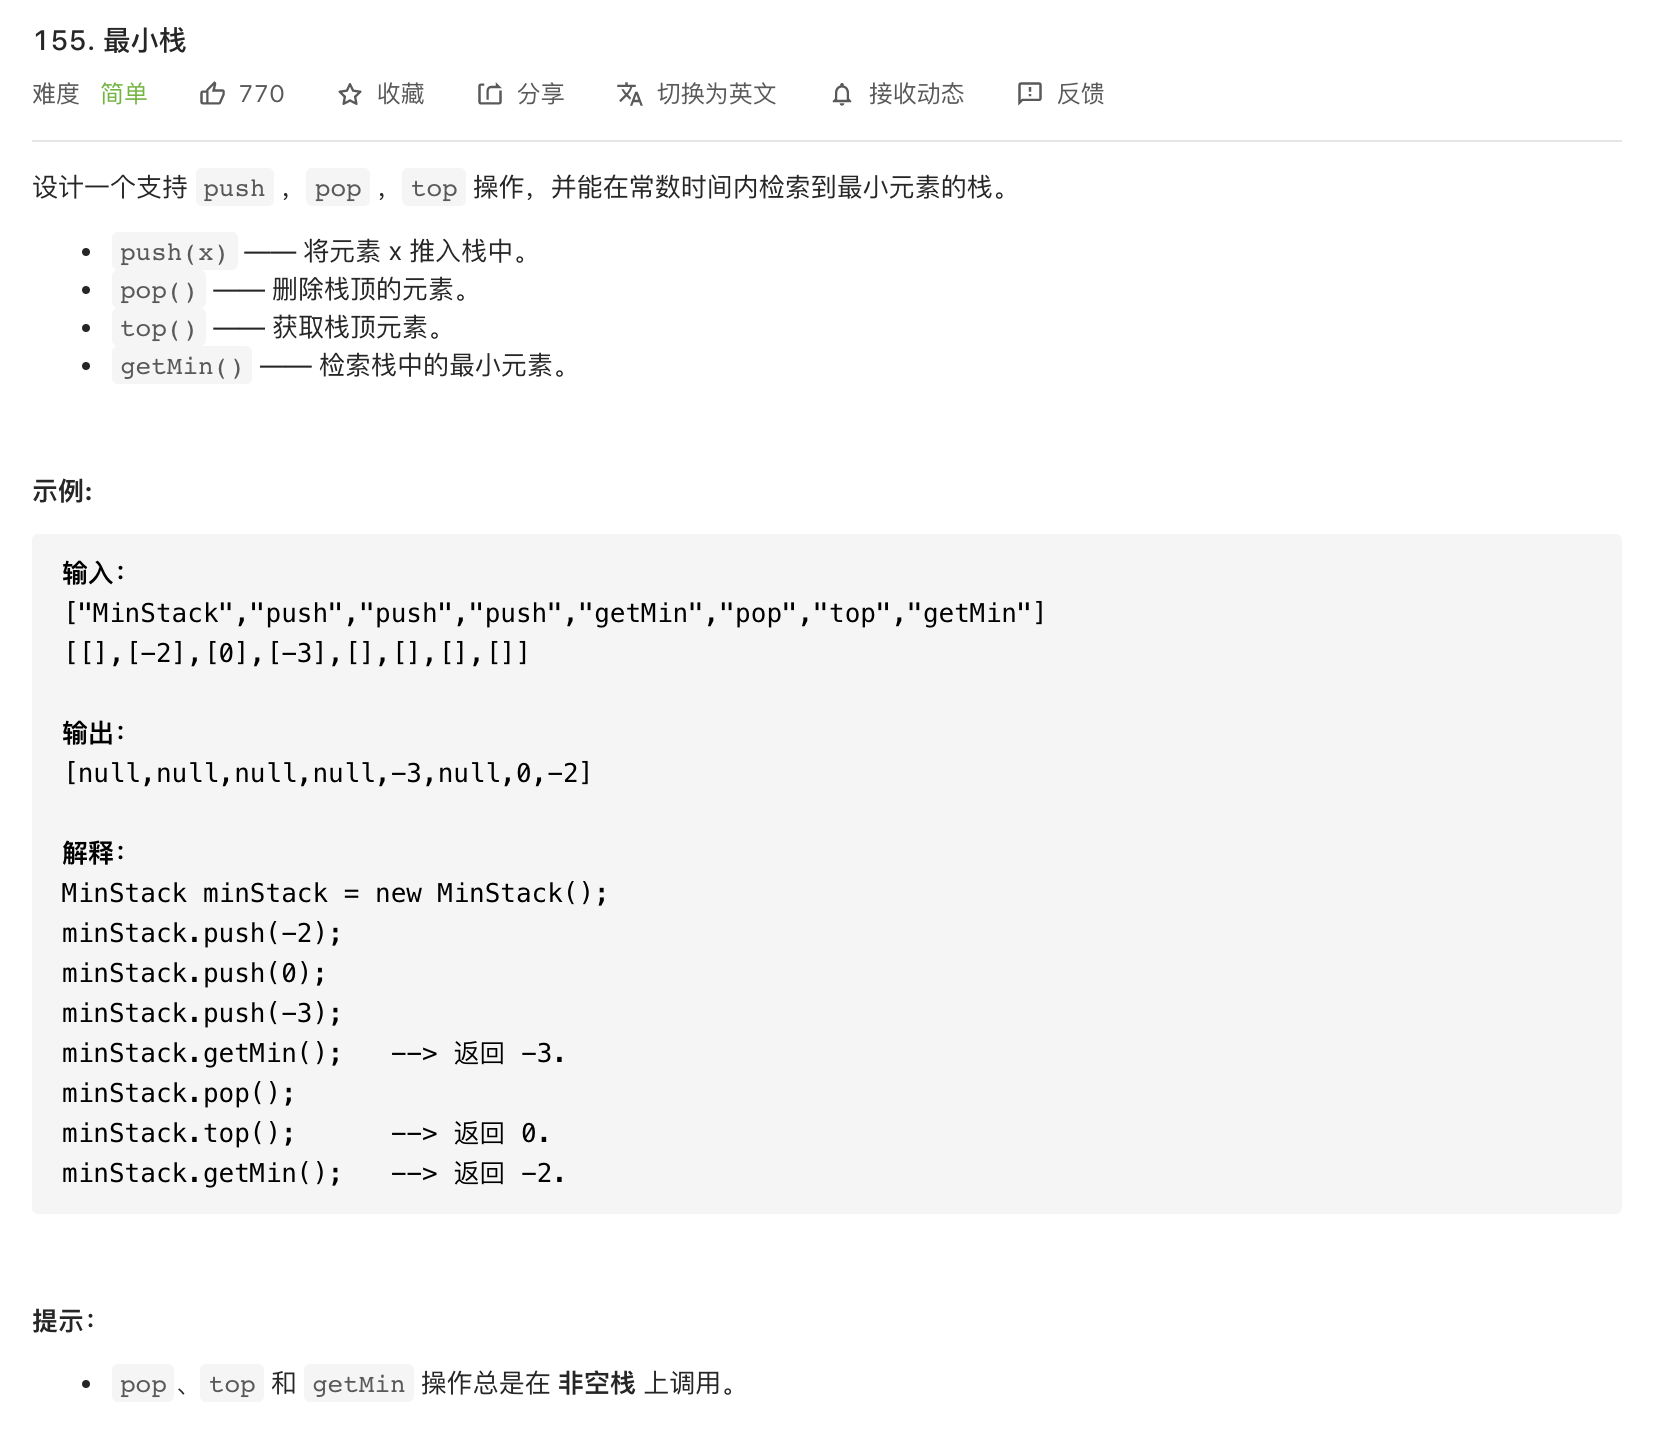 155. 最小栈
难度 简单 770 收藏 分享 切换为英文 接收动态 反馈
设计一个支持 push ，pop ，top 操作，并能在常数时间内检索到最小元素的栈。
• push(x) —— 将元素 x 推入栈中。
• pop() —— 删除栈顶的元素。
• top() —— 获取栈顶元素。
• getMin() —— 检索栈中的最小元素。
示例:
输入：
["MinStack","push","push","push","getMin","pop","top","getMin"]
[[],[-2],[0],[-3],[],[],[],[]]
输出：
[null,null,null,null,-3,null,0,-2]
解释：
MinStack minStack = new MinStack();
minStack.push(-2);
minStack.push(0);
minStack.push(-3);
minStack.getMin();   --> 返回 -3.
minStack.pop();
minStack.top();      --> 返回 0.
minStack.getMin();   --> 返回 -2.
提示：
• pop、top 和 getMin 操作总是在 非空栈 上调用。